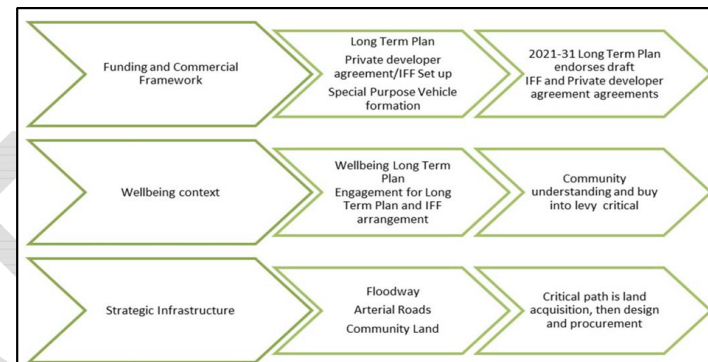 Funding and Commercial
Framework
Long Term Plan
Private developer
agreement/IFF Set up
Special Purpose Vehicle
formation
2021-31 Long Term Plan
endorses draft
IFF and Private developer
agreement agreements
Wellbeing context
Wellbeing Long Term
Plan
Engagement for Long
Term Plan and IFF
arrangement
Community
understanding and buy
into levy critical
Strategic Infrastructure
Floodway
Arterial Roads
Community Land
Critical path is land
acquisition, then design
and procurement